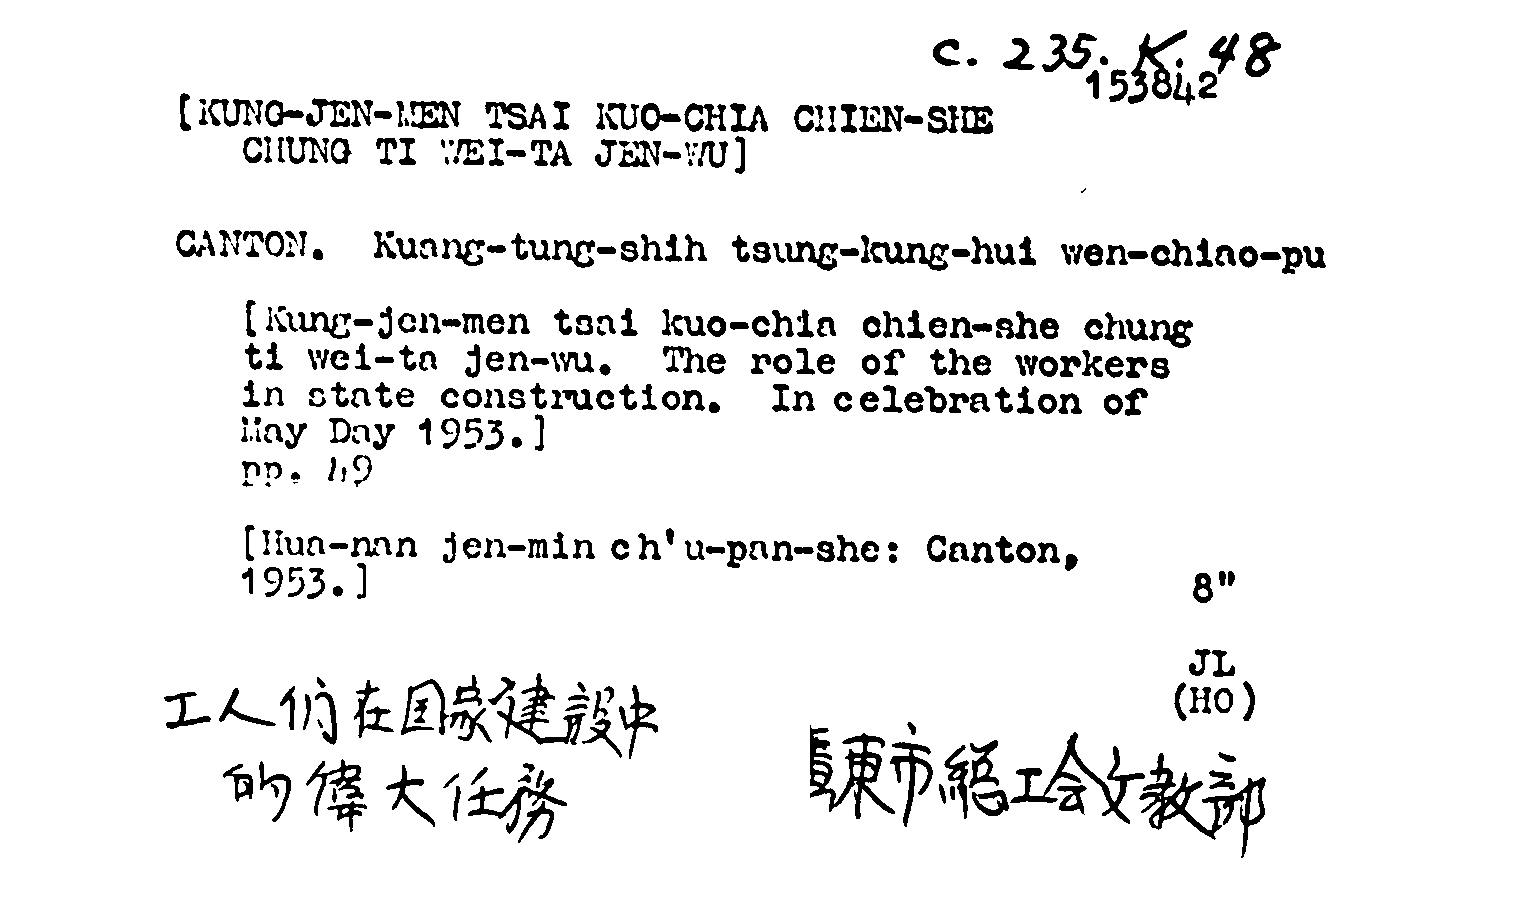 C. 235. K. 48
153842
[KUNG-JEN-MEN TSAI KUO-CHIA CHIEN-SHE
CHUNG TI WEI-TA JEN-WU]
CANTON. Kuang-tung-shih tsung-kung-hui wen-chiao-pu
[Kung-jen-men tsai kuo-chia chien-she chung
ti wei-ta jen-wu. The role of the workers
in state construction. In celebration of
May Day 1953.]
pp. 49
[Hua-nan jen-min ch'u-pan-she: Canton,
1953.]
8"
JL
(HO)
工人们在国家建設中
的偉大任務
東市總工会文教部